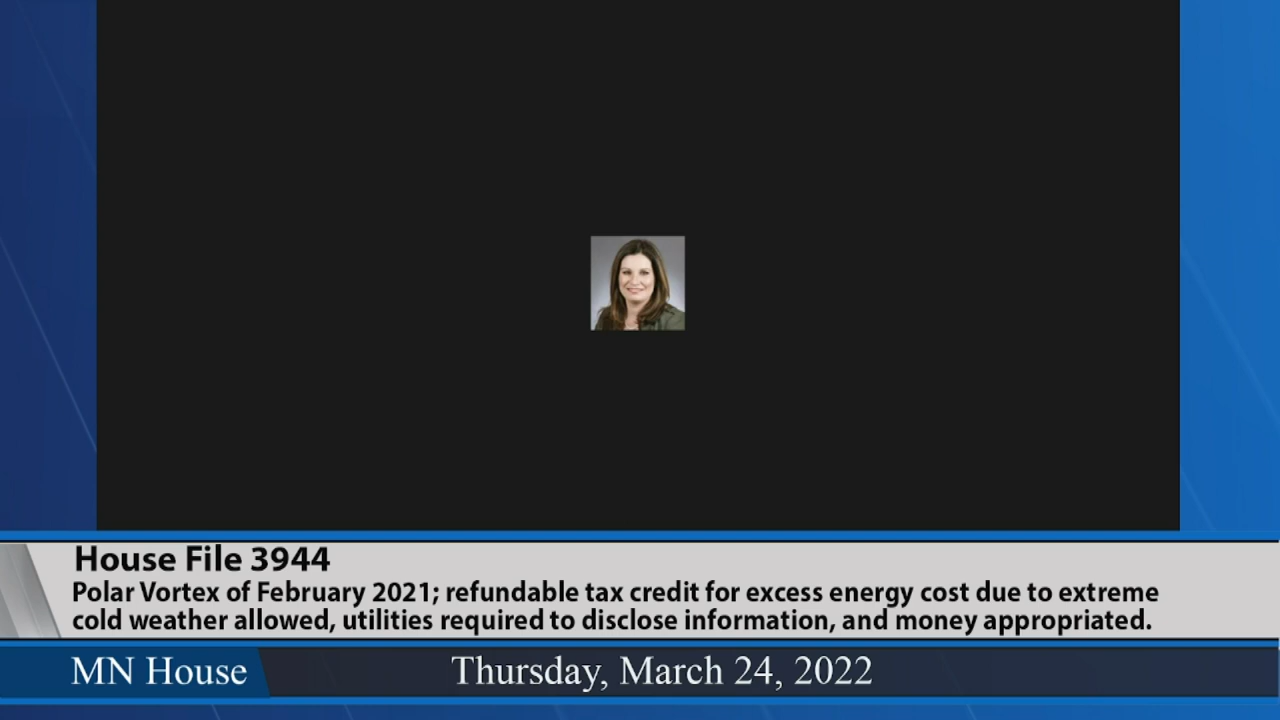 House File 3944
Polar Vortex of February 2021; refundable tax credit for excess energy cost due to extreme
cold weather allowed, utilities required to disclose information, and money appropriated.
MN House
Thursday, March 24, 2022